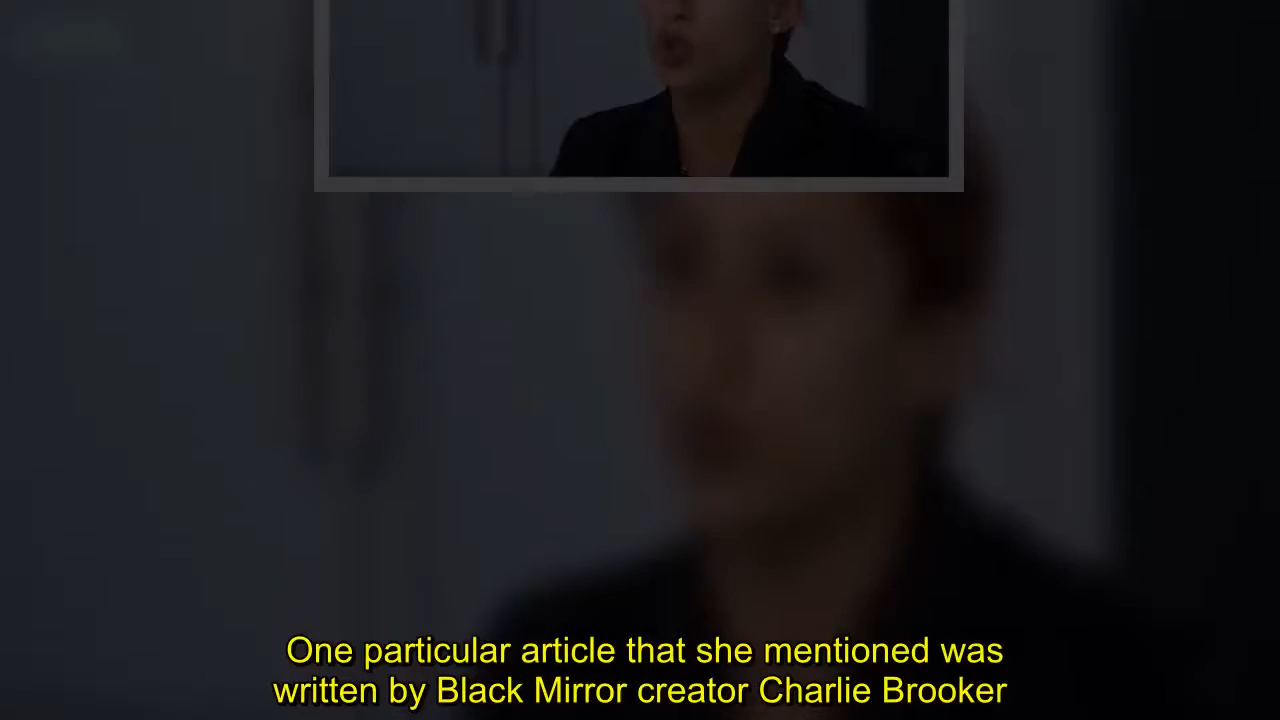 One particular article that she mentioned was
written by Black Mirror creator Charlie Brooker